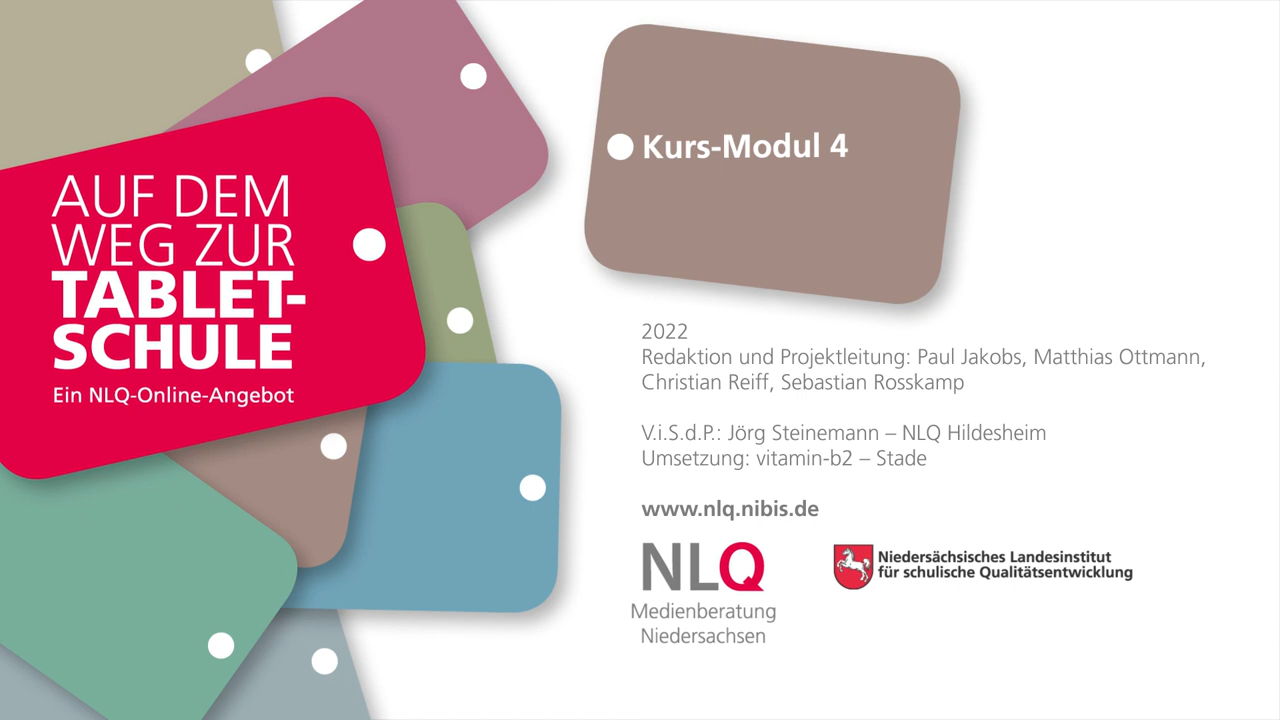 AUF DEM
WEG ZUR
TABLET-
SCHULE
Ein NLQ-Online-Angebot
Kurs-Modul 4
2022
Redaktion und Projektleitung: Paul Jakobs, Matthias Ottmann,
Christian Reiff, Sebastian Rosskamp
V.i.S.d.P.: Jörg Steinemann – NLQ Hildesheim
Umsetzung: vitamin-b2 – Stade
www.nlq.nibis.de
NLQ
Medienberatung
Niedersachsen
Niedersächsisches Landesinstitut
für schulische Qualitätsentwicklung